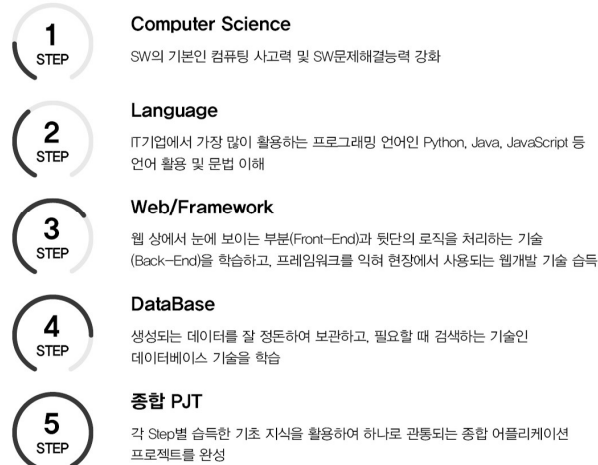 1
STEP
Computer Science
SW의 기본인 컴퓨팅 사고력 및 SW문제해결능력 강화
2
STEP
Language
IT기업에서 가장 많이 활용하는 프로그래밍 언어인 Python, Java, JavaScript 등
언어 활용 및 문법 이해
3
STEP
Web/Framework
웹 상에서 눈에 보이는 부분(Front-End)과 뒷단의 로직을 처리하는 기술
(Back-End)을 학습하고, 프레임워크를 익혀 현장에서 사용되는 웹개발 기술 습득
4
STEP
DataBase
생성되는 데이터를 잘 정돈하여 보관하고, 필요할 때 검색하는 기술인
데이터베이스 기술을 학습
5
STEP
종합 PJT
각 Step별 습득한 기초 지식을 활용하여 하나로 관통되는 종합 어플리케이션
프로젝트를 완성